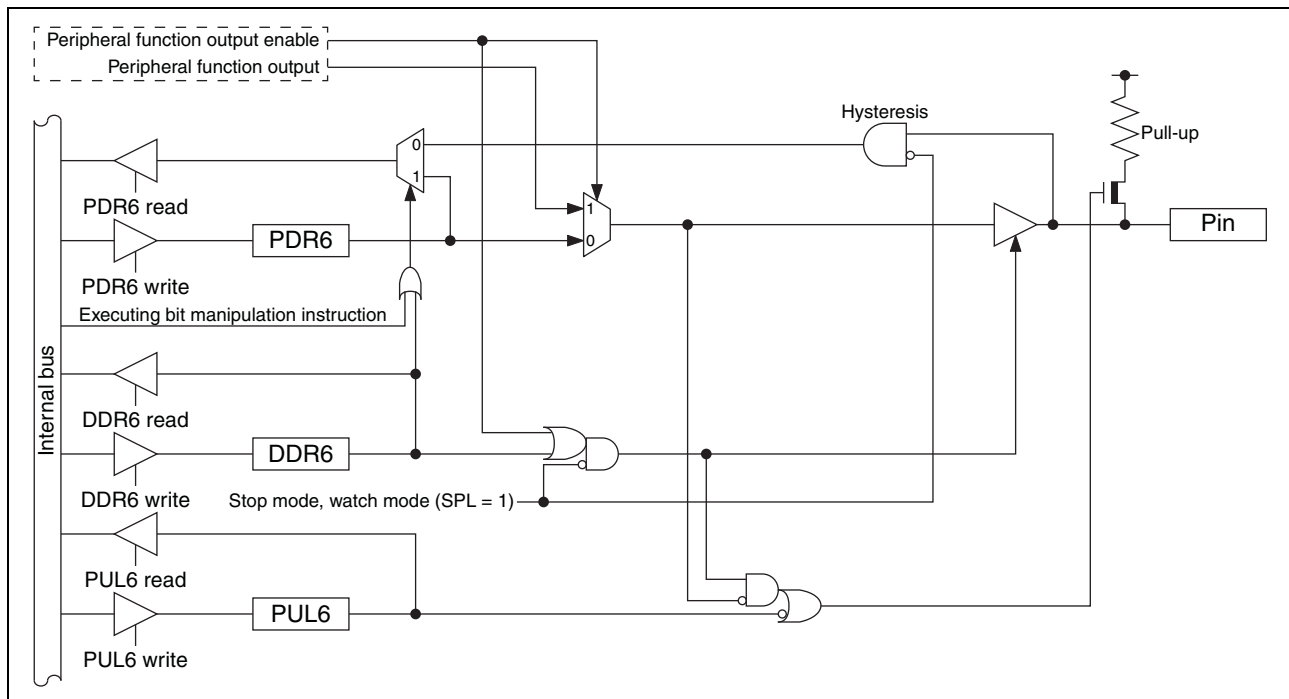 Peripheral function output enable
Peripheral function output
Hysteresis
Pull-up
0
1
PDR6 read
1
0
PDR6
Pin
PDR6 write
Executing bit manipulation instruction
Internal bus
DDR6 read
DDR6
DDR6 write
Stop mode, watch mode (SPL = 1)
PUL6 read
PUL6
PUL6 write